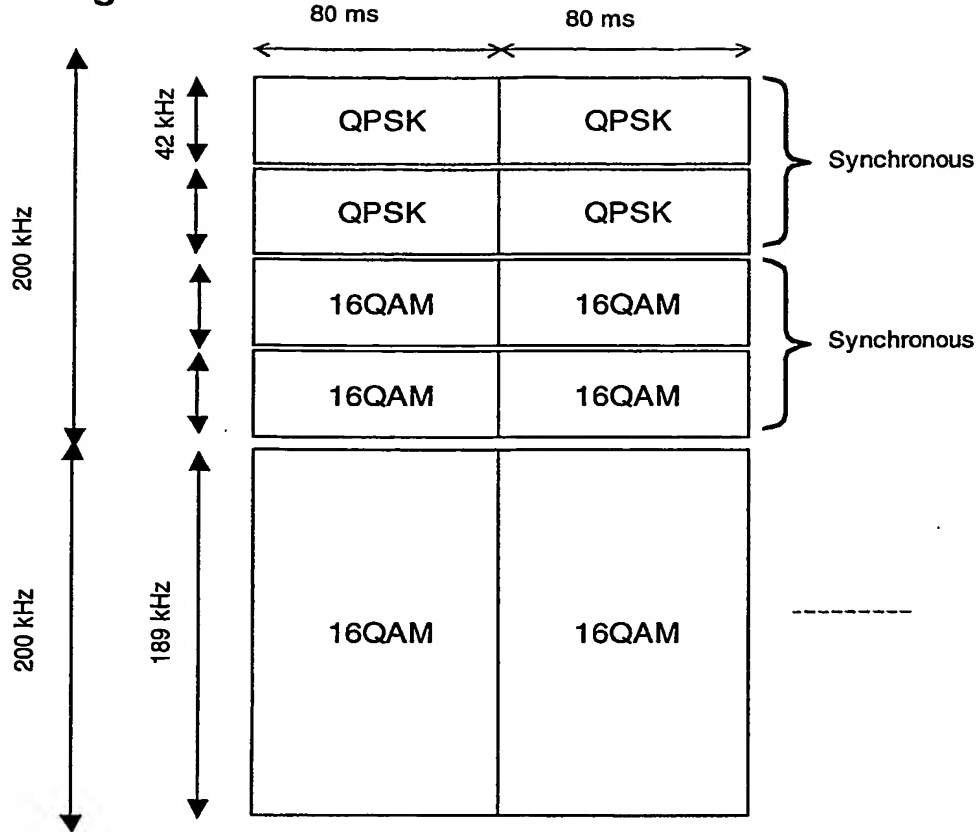 80 ms 80 ms
42 kHz
QPSK QPSK
Synchronous
QPSK QPSK
200 kHz
16QAM 16QAM
Synchronous
16QAM 16QAM
200 kHz
189 kHz
16QAM 16QAM